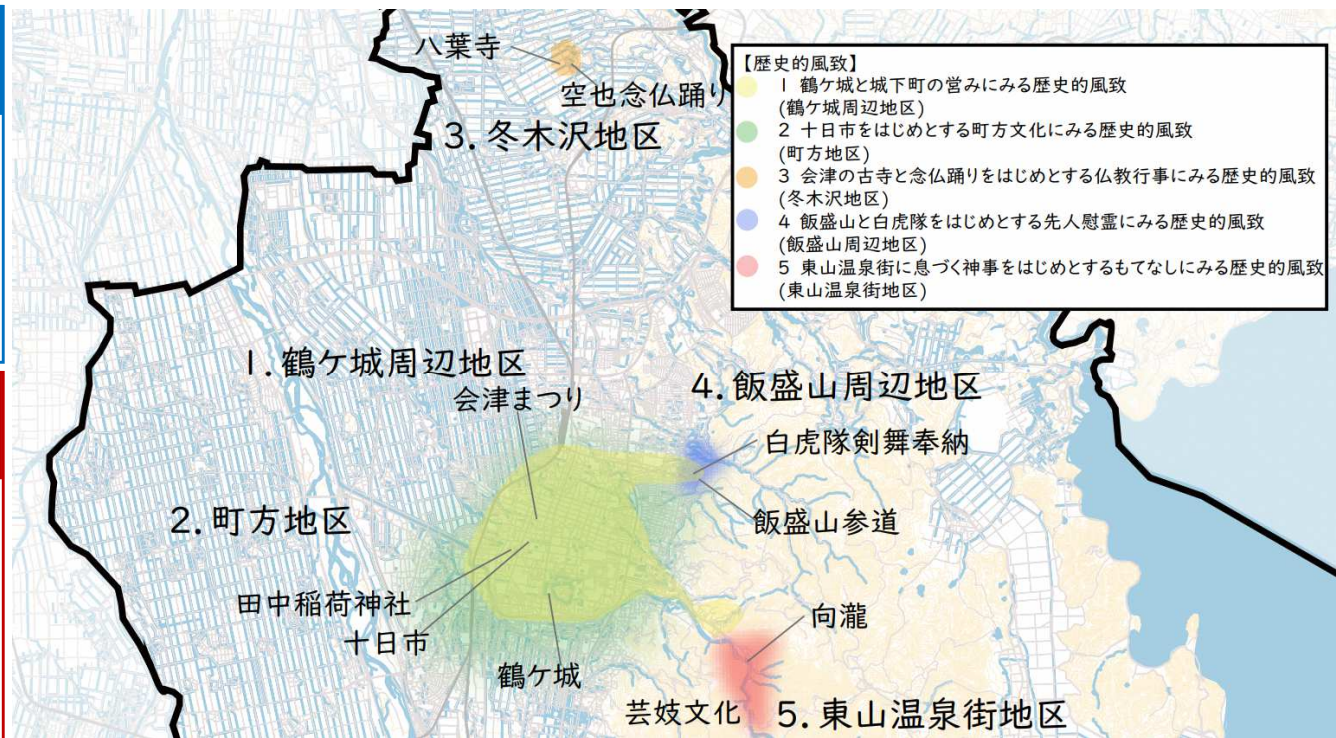 八葉寺
空也念仏踊り
3.冬木沢地区
【歴史的風致】
1 鶴ケ城と城下町の営みにみる歴史的風致
(鶴ケ城周辺地区)
2 十日市をはじめとする町方文化にみる歴史的風致
(町方地区)
3 会津の古寺と念仏踊りをはじめとする仏教行事にみる歴史的風致
(冬木沢地区)
4 飯盛山と白虎隊をはじめとする先人慰霊にみる歴史的風致
(飯盛山周辺地区)
5 東山温泉街に息づく神事をはじめとするもてなしにみる歴史的風致
(東山温泉街地区)
1.鶴ケ城周辺地区
会津まつり
4.飯盛山周辺地区
白虎隊剣舞奉納
飯盛山参道
2.町方地区
田中稲荷神社
十日市
鶴ケ城
向瀧
芸妓文化
5.東山温泉街地区